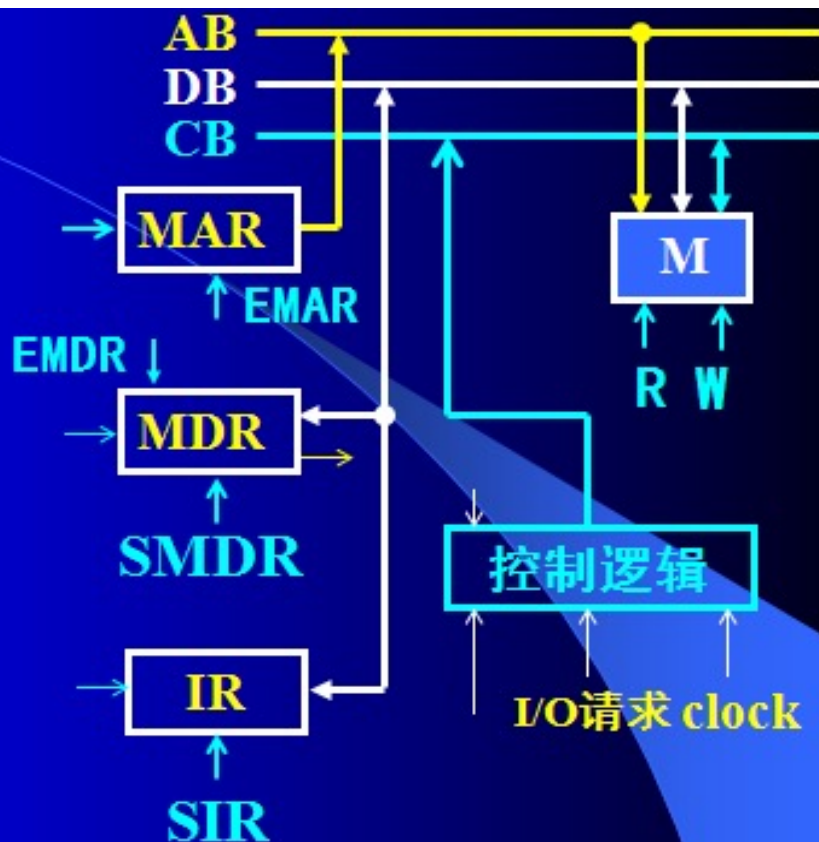 AB
DB
CB
MAR
M
EMAR
EMDR
R W
MDR
SMDR
控制逻辑
IR
I/O请求 clock
SIR